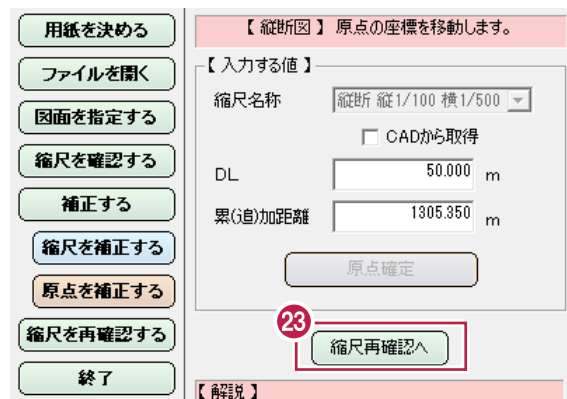 用紙を決める
ファイルを開く
図面を指定する
縮尺を確認する
補正する
縮尺を補正する
原点を補正する
縮尺を再確認する
終了
【 縦断図 】 原点の座標を移動します。
【 入力する値 】
縮尺名称 縦断 縦1/100 横1/500
CADから取得
DL 50.000 m
累(追)加距離 1305.350 m
原点確定
23
縮尺再確認へ
【 解説 】